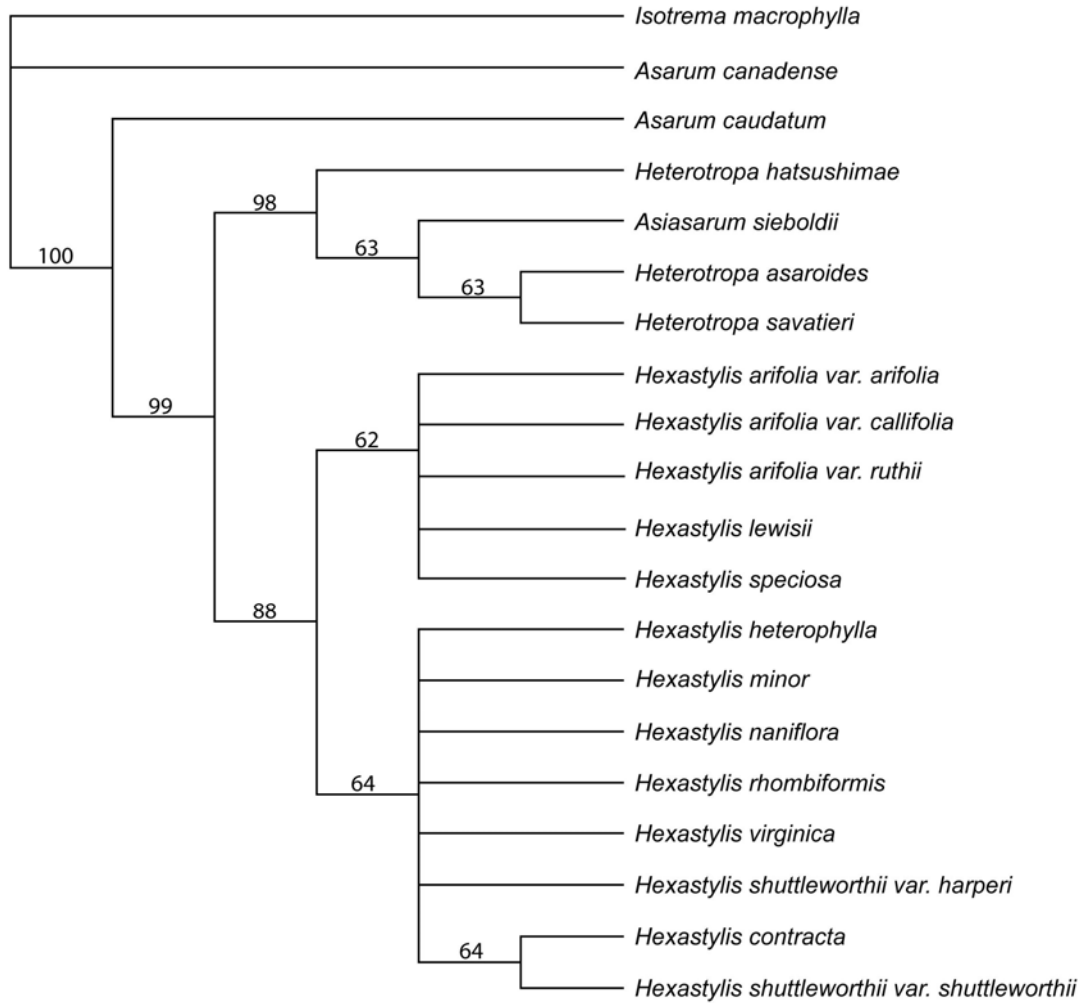 Isotrema macrophylla
Asarum canadense
Asarum caudatum
Heterotropa hatsushimae
98
Asiasarum sieboldii
63
100
Heterotropa asaroides
63
Heterotropa savatieri
Hexastylis arifolia var. arifolia
99
Hexastylis arifolia var. callifolia
62
Hexastylis arifolia var. ruthii
Hexastylis lewisii
Hexastylis speciosa
88
Hexastylis heterophylla
Hexastylis minor
Hexastylis naniflora
64
Hexastylis rhombiformis
Hexastylis virginica
Hexastylis shuttleworthii var. harperi
Hexastylis contracta
64
Hexastylis shuttleworthii var. shuttleworthii